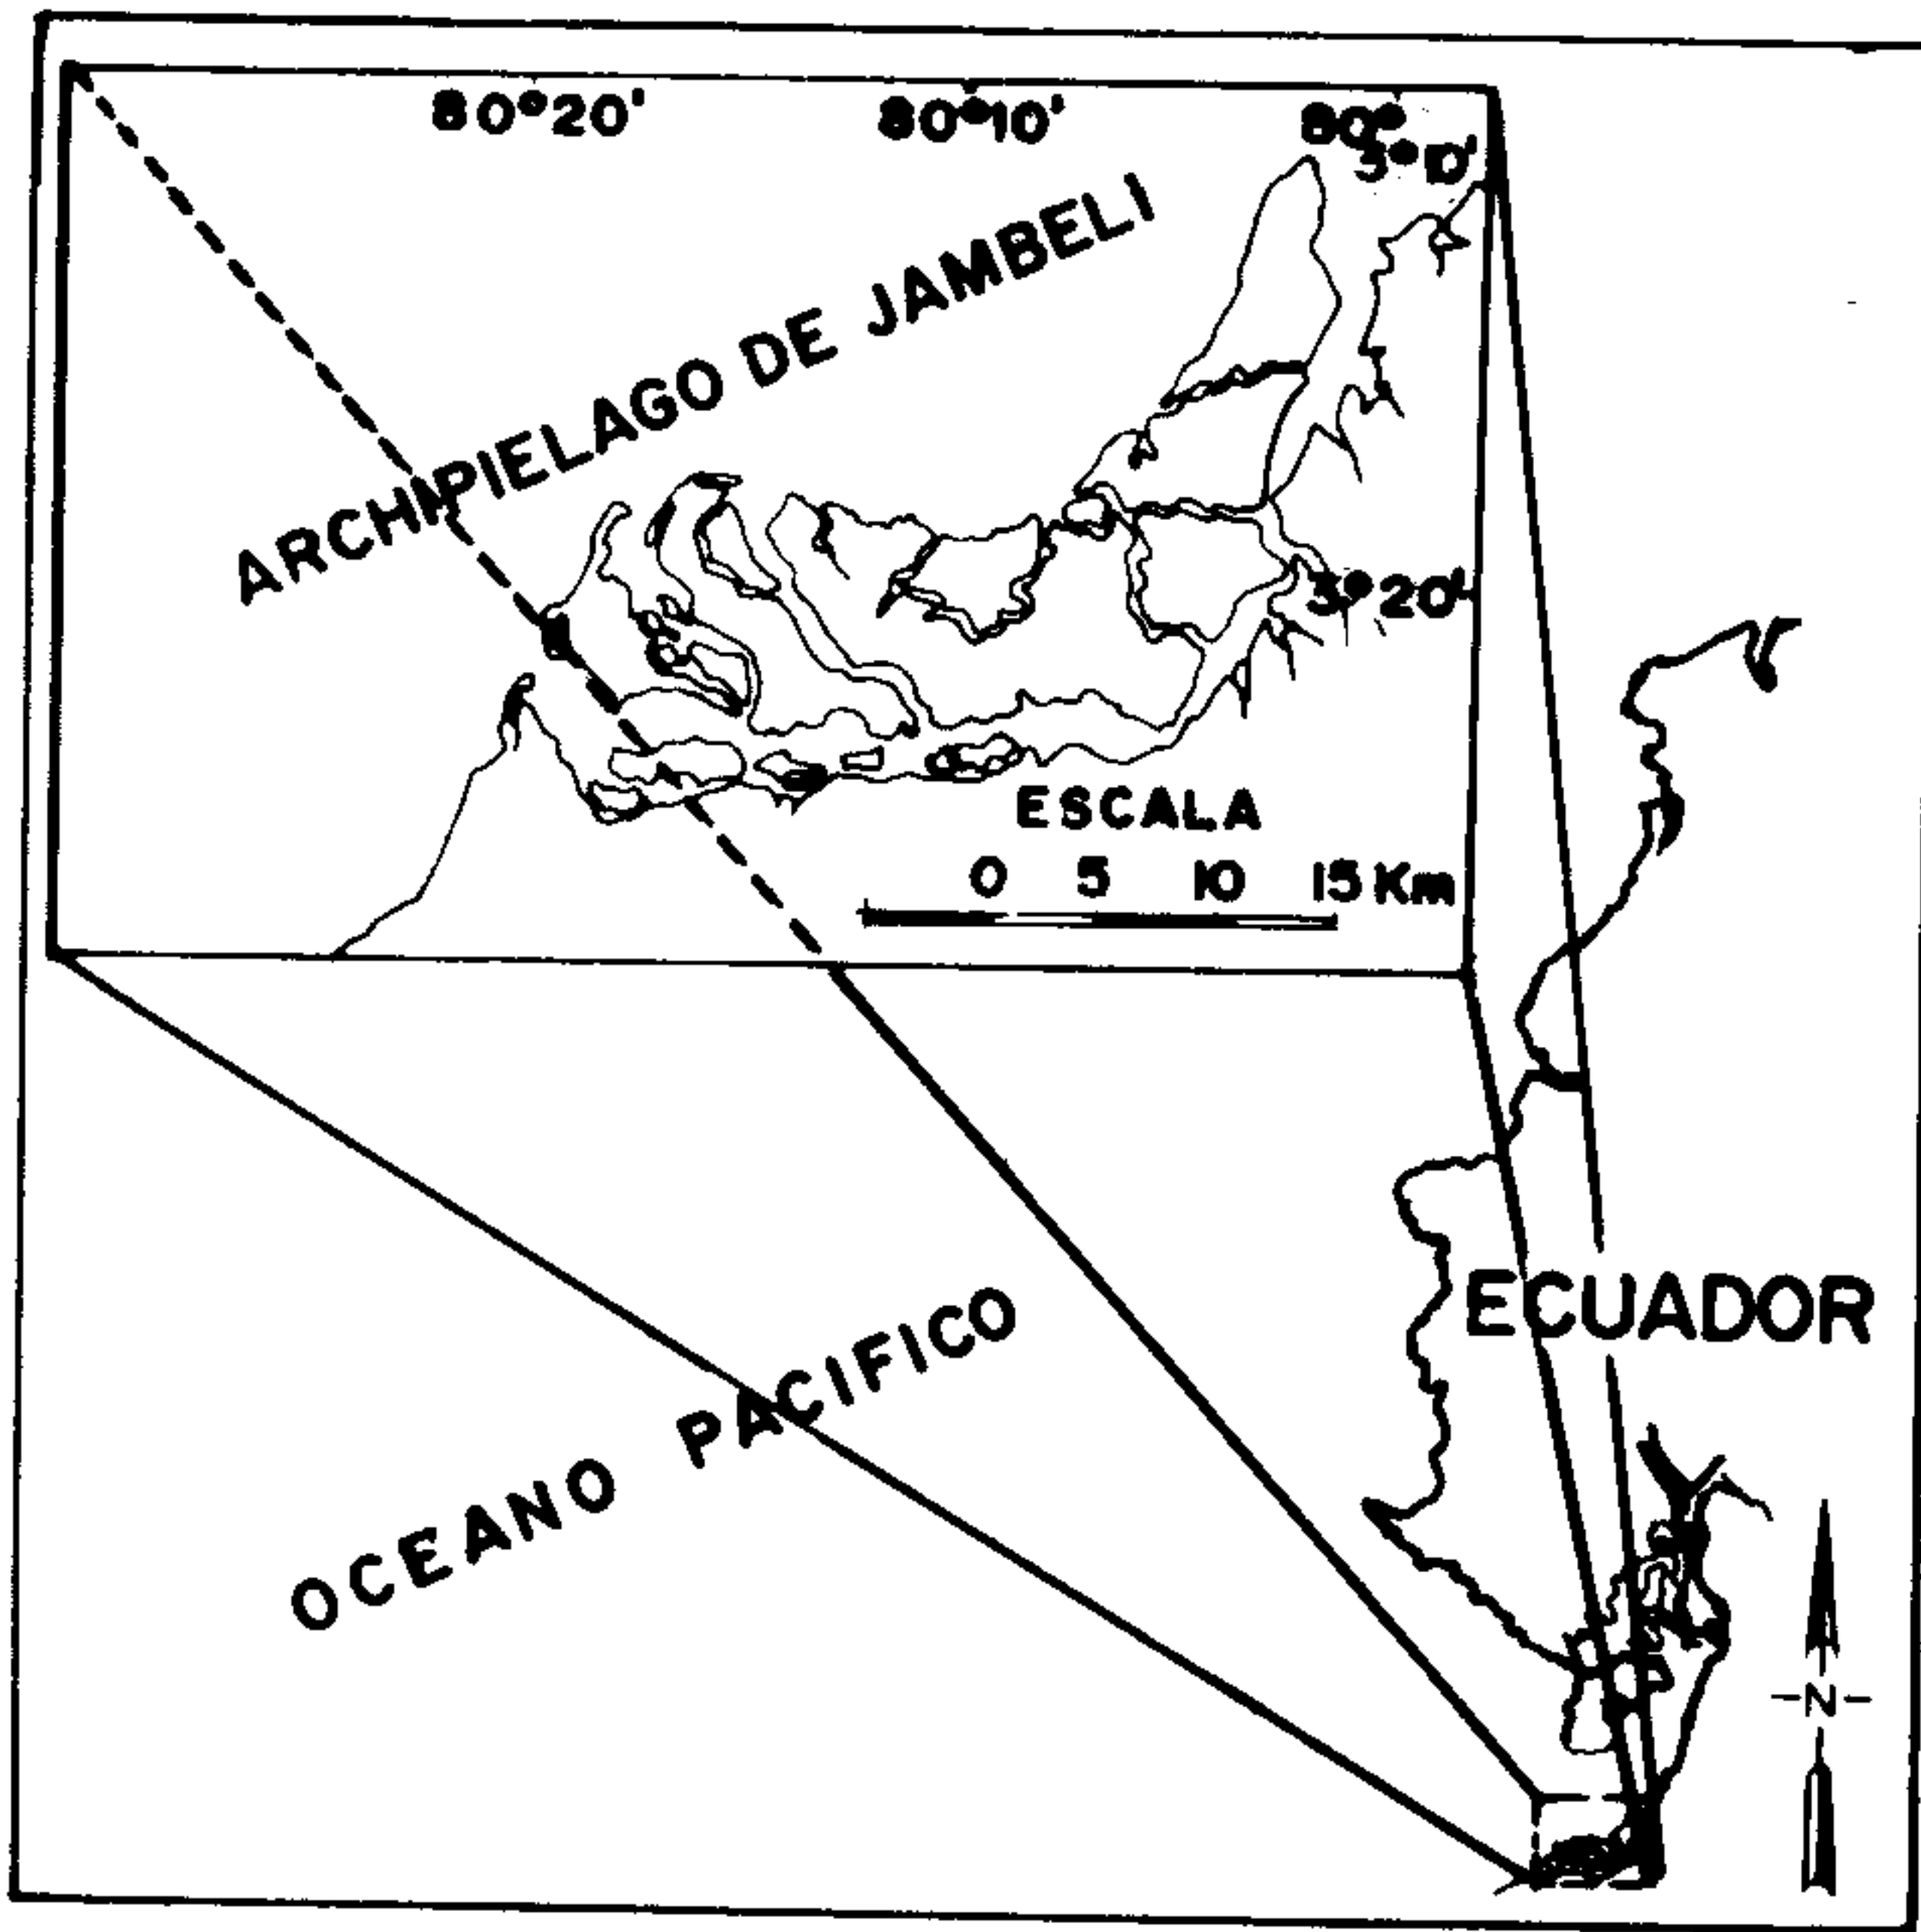 80°20' 80°10' 80°
3°0'
ARCHIPIELAGO DE JAMBELI
3°20'
ESCALA
0 5 10 15 Km
ECUADOR
OCEANO PACIFICO
N